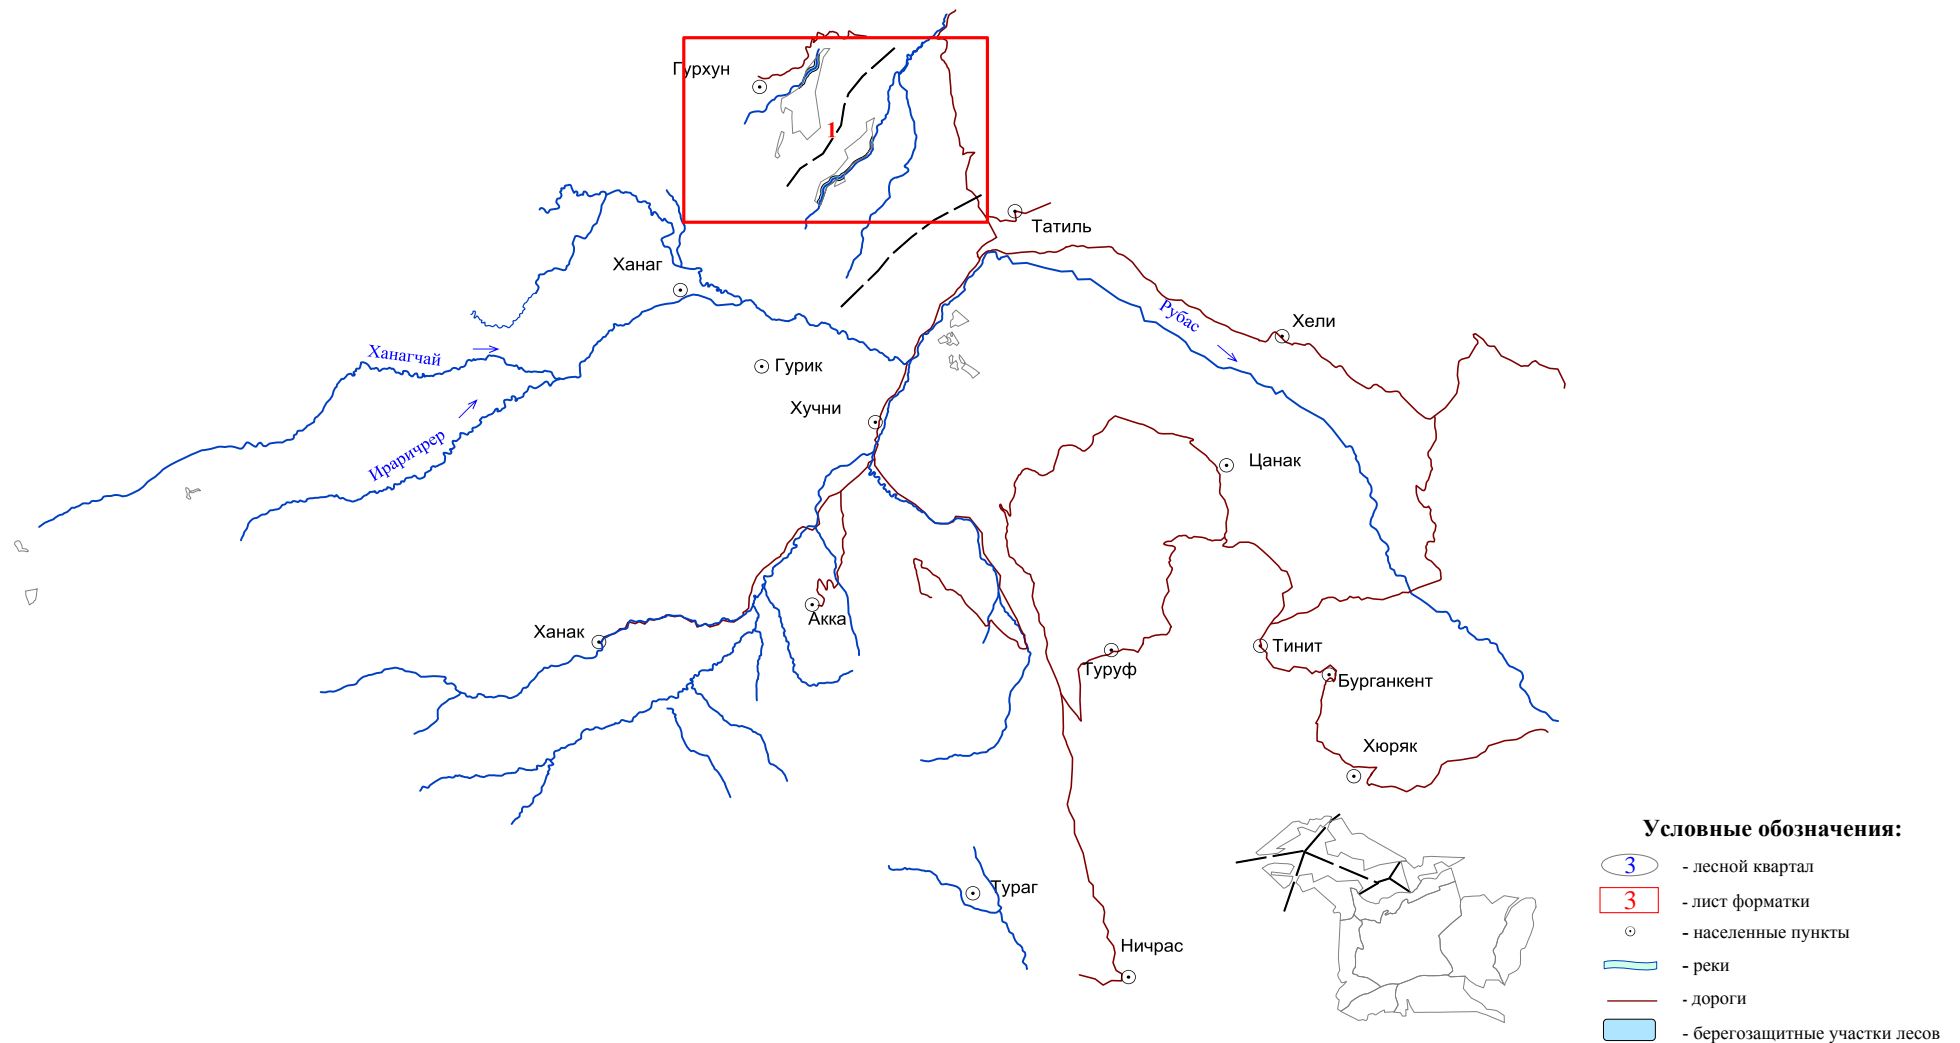 Гурхун
1
Татиль
Ханаг
Рубас
Хели
Ханагчай
Гурик
Хучни
Ираричрер
Цанак
Акка
Ханак
Тинит
Туруф
Бурганкент
Хюряк
Тураг
Ничрас
Условные обозначения:
3 - лесной квартал
3 - лист форматки
- населенные пункты
- реки
- дороги
- берегозащитные участки лесов